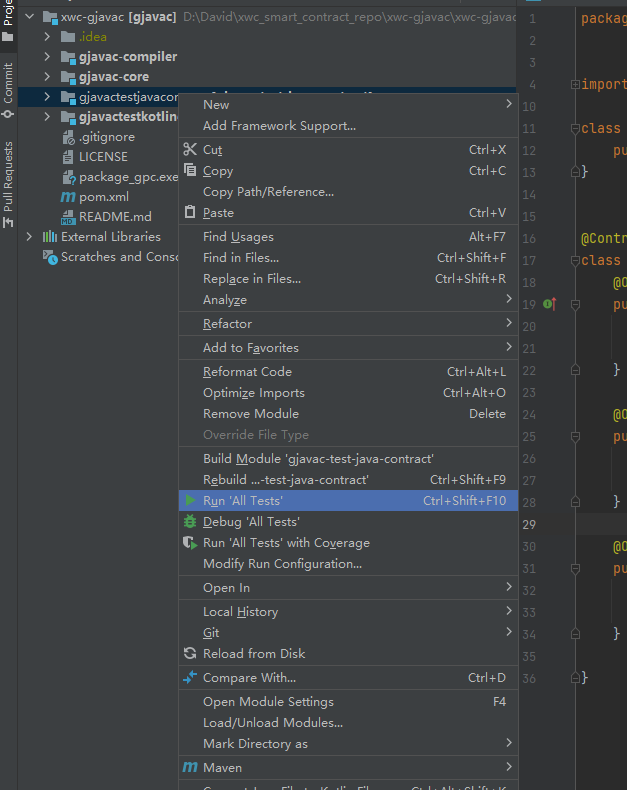 Project
Commit
Pull Requests
xwc-gjavac [gjavac] D:\David\xwc_smart_contract_repo\xwc-gjavac\xwc-gjavac
.idea
gjavac-compiler
gjavac-core
gjavactestjavacon
gjavactestkotlin
.gitignore
LICENSE
package_gpc.exe
pom.xml
README.md
External Libraries
Scratches and Conso
New
Add Framework Support...
Cut Ctrl+X
Copy Ctrl+C
Copy Path/Reference...
Paste Ctrl+V
Find Usages Alt+F7
Find in Files... Ctrl+Shift+F
Replace in Files... Ctrl+Shift+R
Analyze
Refactor
Add to Favorites
Reformat Code Ctrl+Alt+L
Optimize Imports Ctrl+Alt+O
Remove Module Delete
Override File Type
Build Module 'gjavac-test-java-contract'
Rebuild ...-test-java-contract' Ctrl+Shift+F9
Run 'All Tests' Ctrl+Shift+F10
Debug 'All Tests'
Run 'All Tests' with Coverage
Modify Run Configuration...
Open In
Local History
Git
Reload from Disk
Compare With... Ctrl+D
Open Module Settings F4
Load/Unload Modules...
Mark Directory as
Maven
1 packag
2
3
4 import
10
11 class
12 pu
13 }
14
15
16 @Contr
17 class
18 @O
19 pu
20
21
22 }
23
24 @O
25 pu
26
27
28 }
29
30 @O
31 pu
32
33
34 }
35
36 }